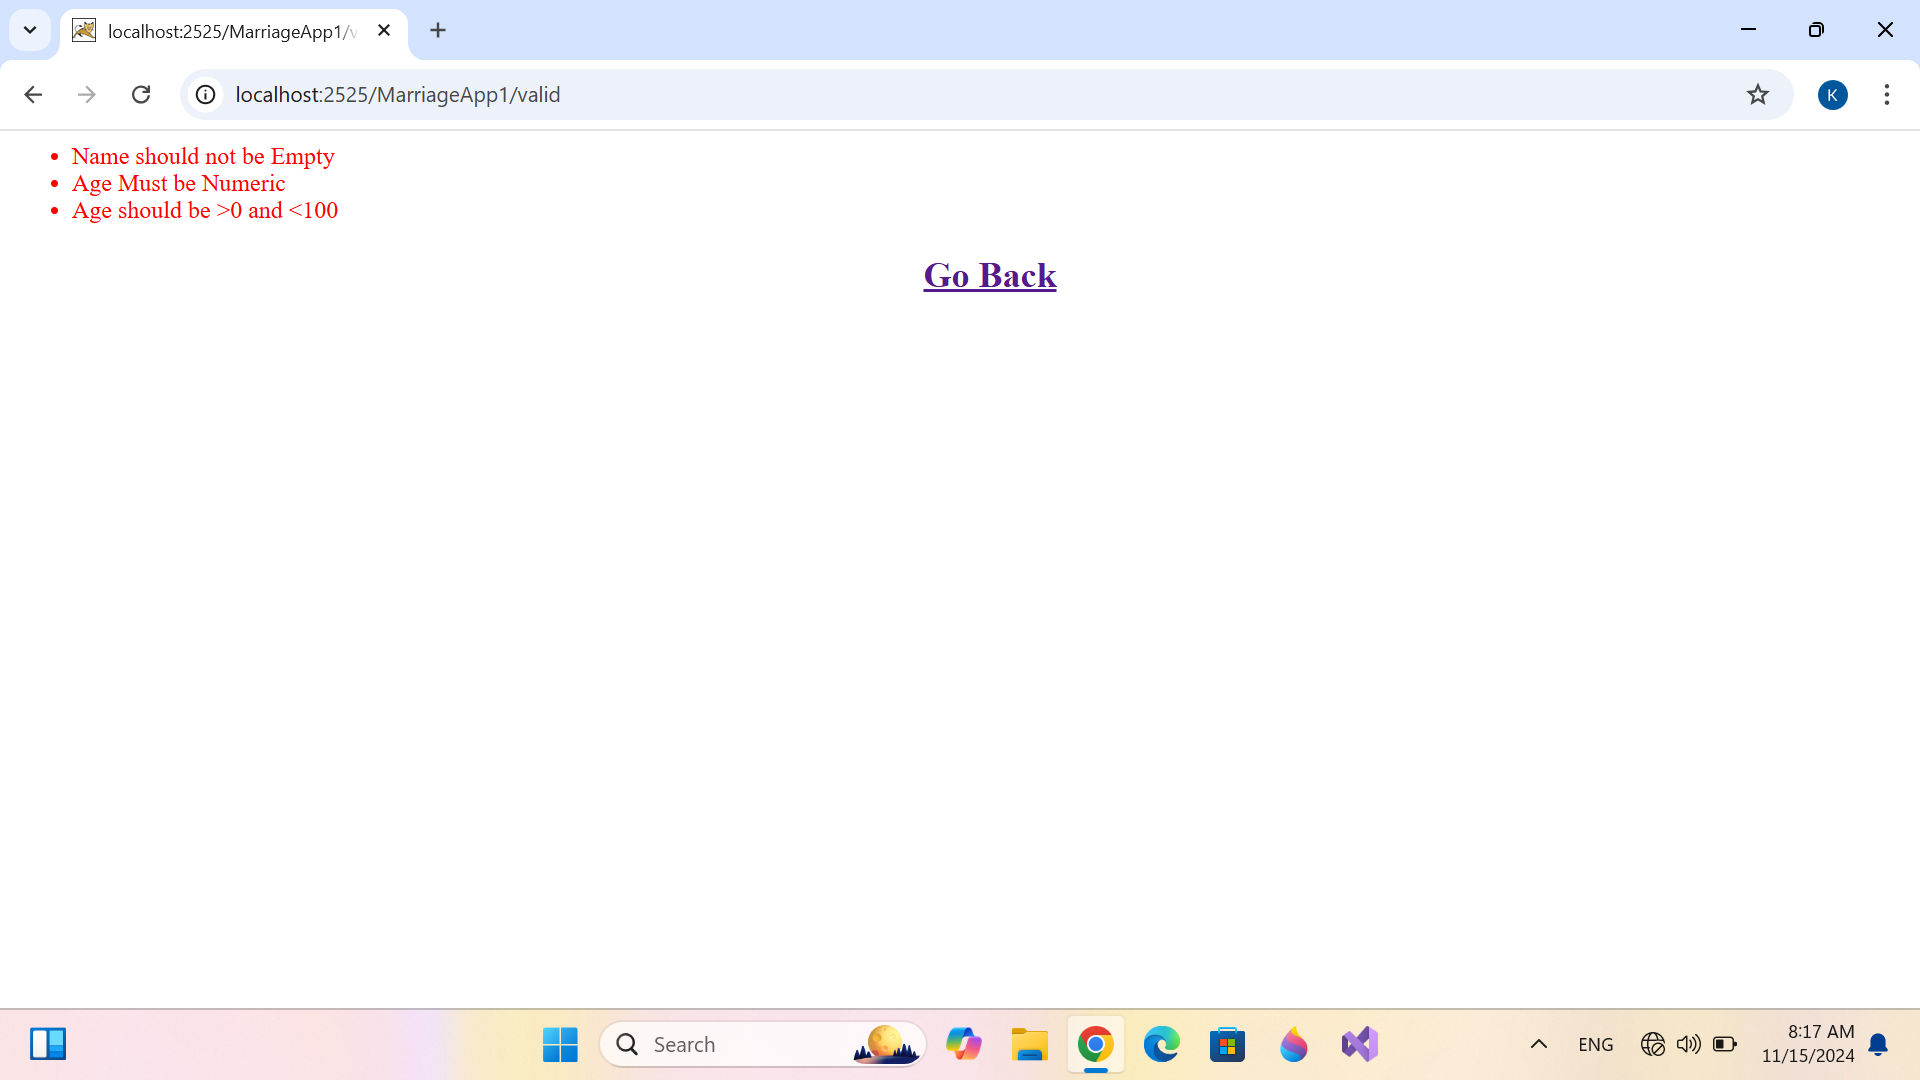 localhost:2525/MarriageApp1/v
localhost:2525/MarriageApp1/valid
K
Name should not be Empty
Age Must be Numeric
Age should be >0 and <100
Go Back
Search
ENG
8:17 AM
11/15/2024